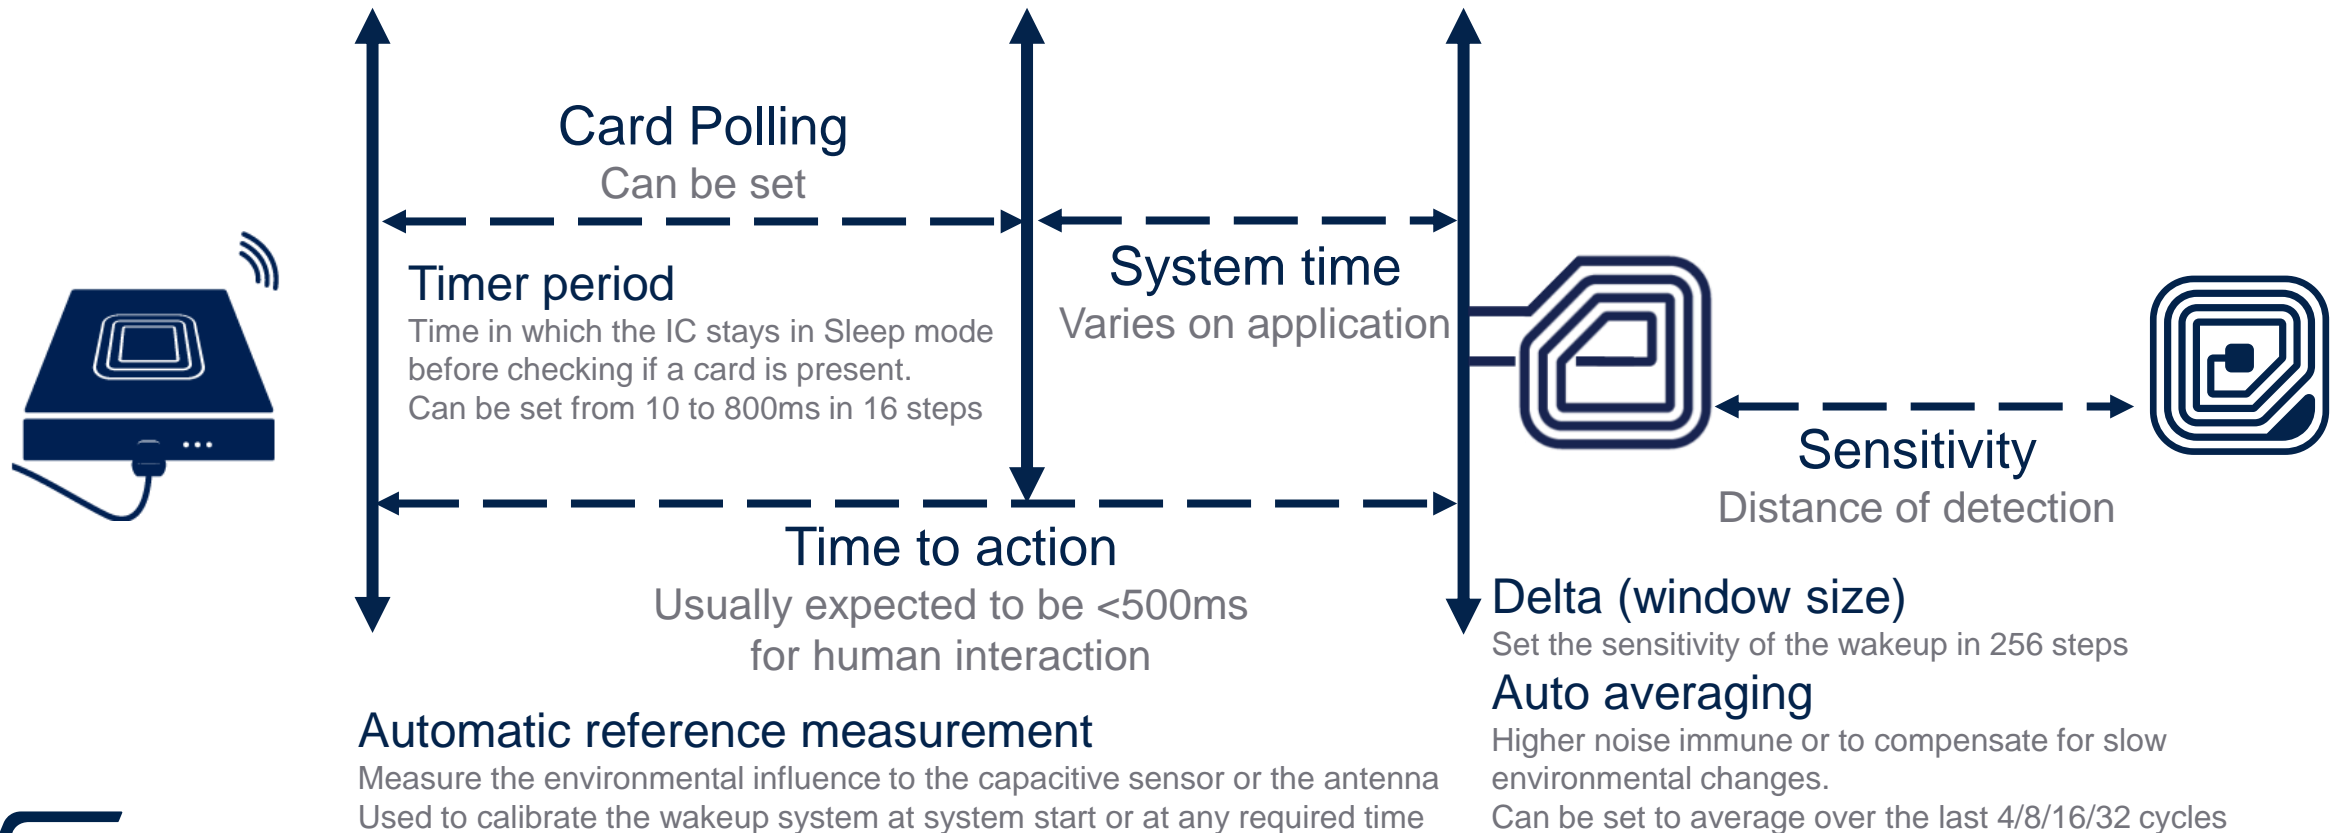 Card Polling
Can be set
Timer period
Time in which the IC stays in Sleep mode
before checking if a card is present.
Can be set from 10 to 800ms in 16 steps
System time
Varies on application
Time to action
Usually expected to be <500ms
for human interaction
Sensitivity
Distance of detection
Automatic reference measurement
Measure the environmental influence to the capacitive sensor or the antenna
Used to calibrate the wakeup system at system start or at any required time
Delta (window size)
Set the sensitivity of the wakeup in 256 steps
Auto averaging
Higher noise immune or to compensate for slow
environmental changes.
Can be set to average over the last 4/8/16/32 cycles